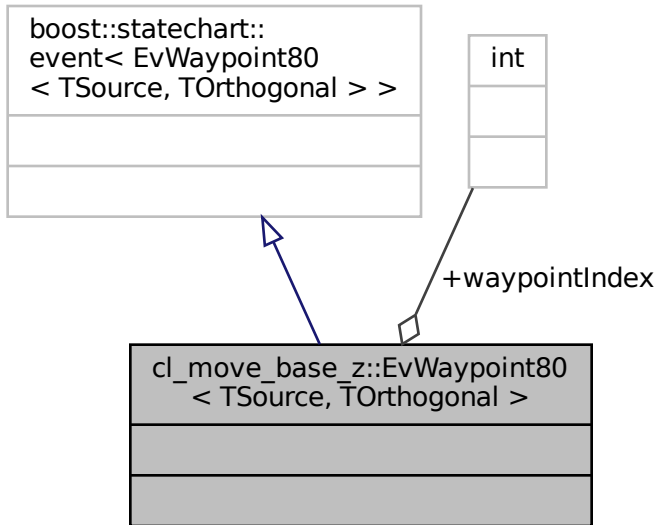 boost::statechart::
event< EvWaypoint80
< TSource, TOrthogonal > >
int
+waypointIndex
cl_move_base_z::EvWaypoint80
< TSource, TOrthogonal >